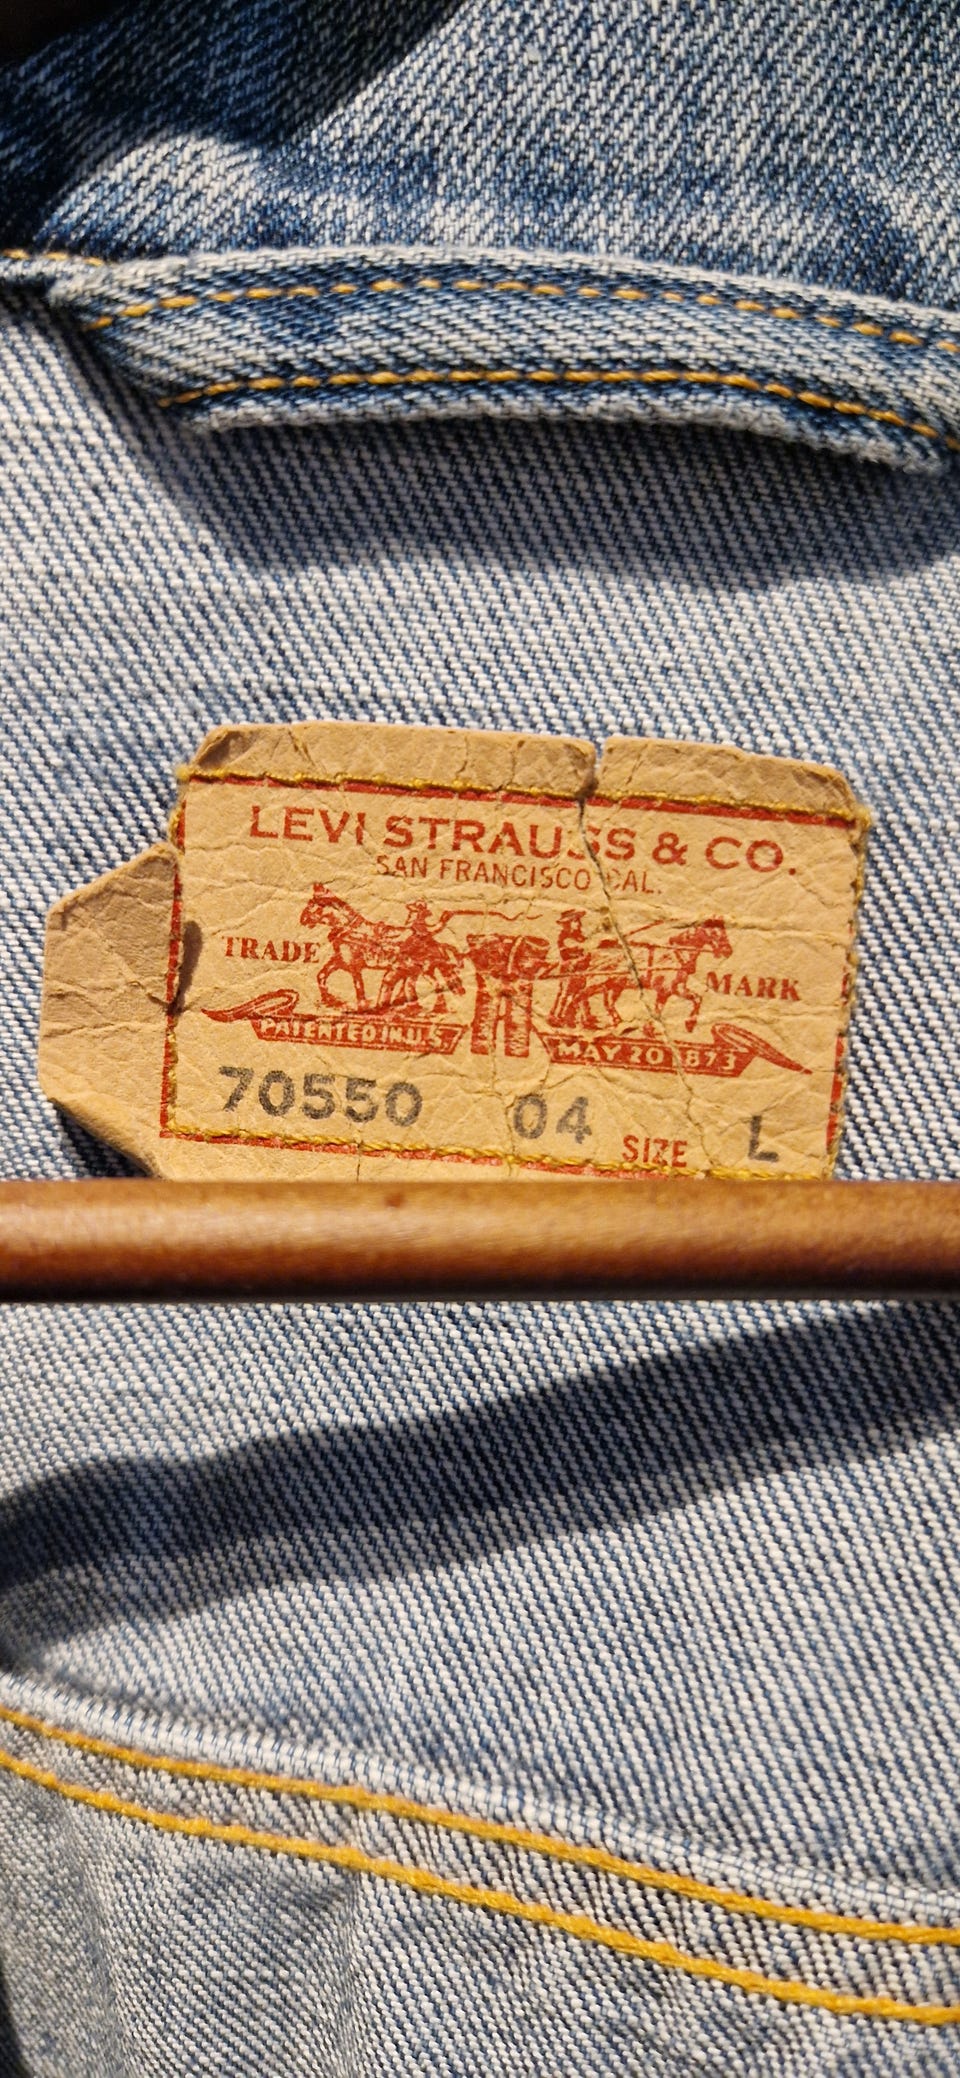 LEVI STRAUSS & CO.
SAN FRANCISCO CAL.
TRADE MARK
PATENTED IN U.S. MAY 20 1873
70550 04 SIZE L